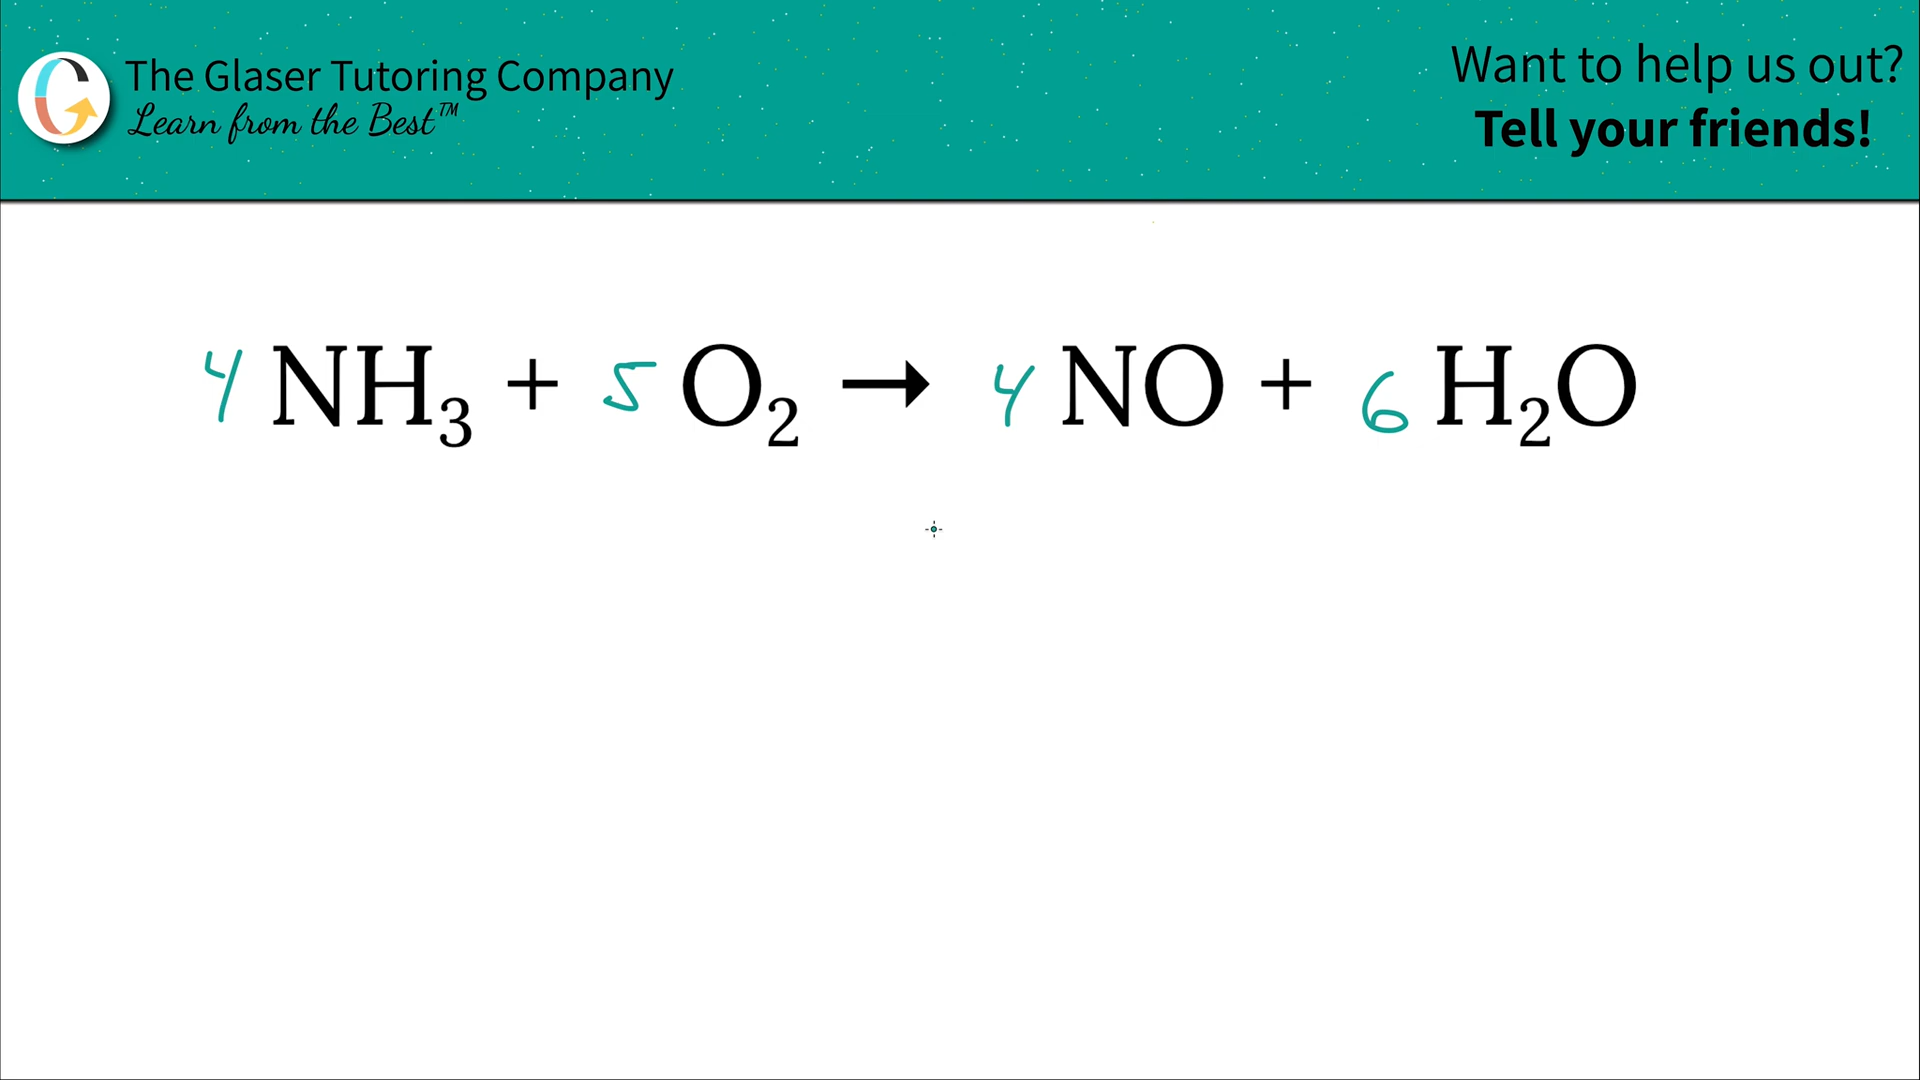 The Glaser Tutoring Company
Learn from the Best™
Want to help us out?
Tell your friends!
4 NH₃ + 5 O₂ → 4 NO + 6 H₂O